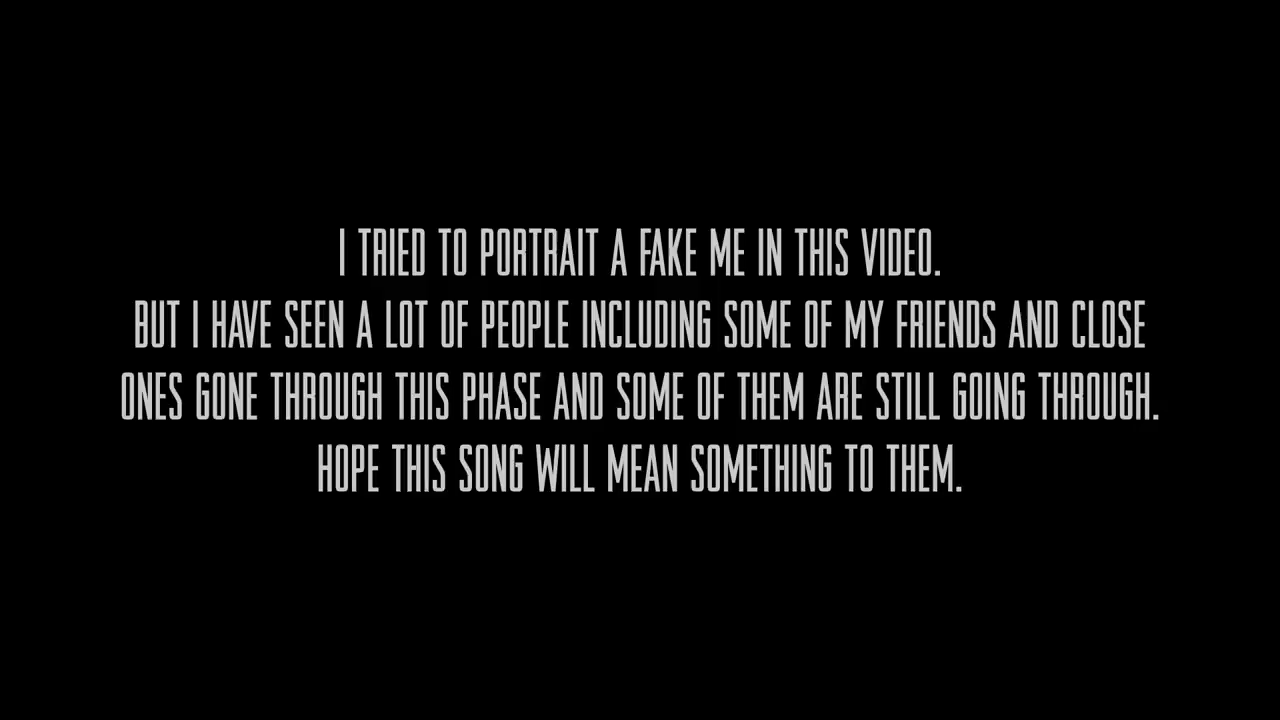 I TRIED TO PORTRAIT A FAKE ME IN THIS VIDEO.
BUT I HAVE SEEN A LOT OF PEOPLE INCLUDING SOME OF MY FRIENDS AND CLOSE
ONES GONE THROUGH THIS PHASE AND SOME OF THEM ARE STILL GOING THROUGH.
HOPE THIS SONG WILL MEAN SOMETHING TO THEM.